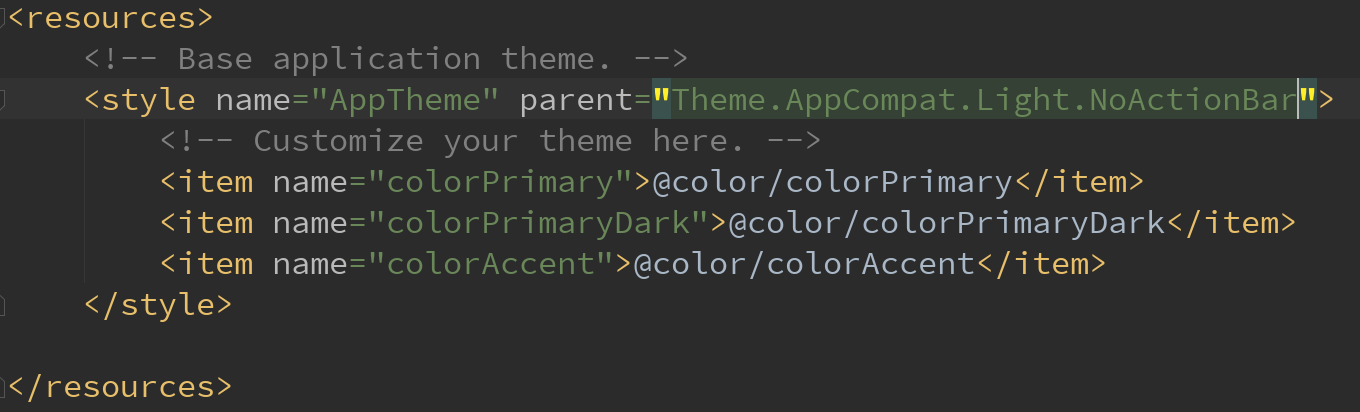 <resources>
    <!-- Base application theme. -->
    <style name="AppTheme" parent="Theme.AppCompat.Light.NoActionBar">
        <!-- Customize your theme here. -->
        <item name="colorPrimary">@color/colorPrimary</item>
        <item name="colorPrimaryDark">@color/colorPrimaryDark</item>
        <item name="colorAccent">@color/colorAccent</item>
    </style>

</resources>